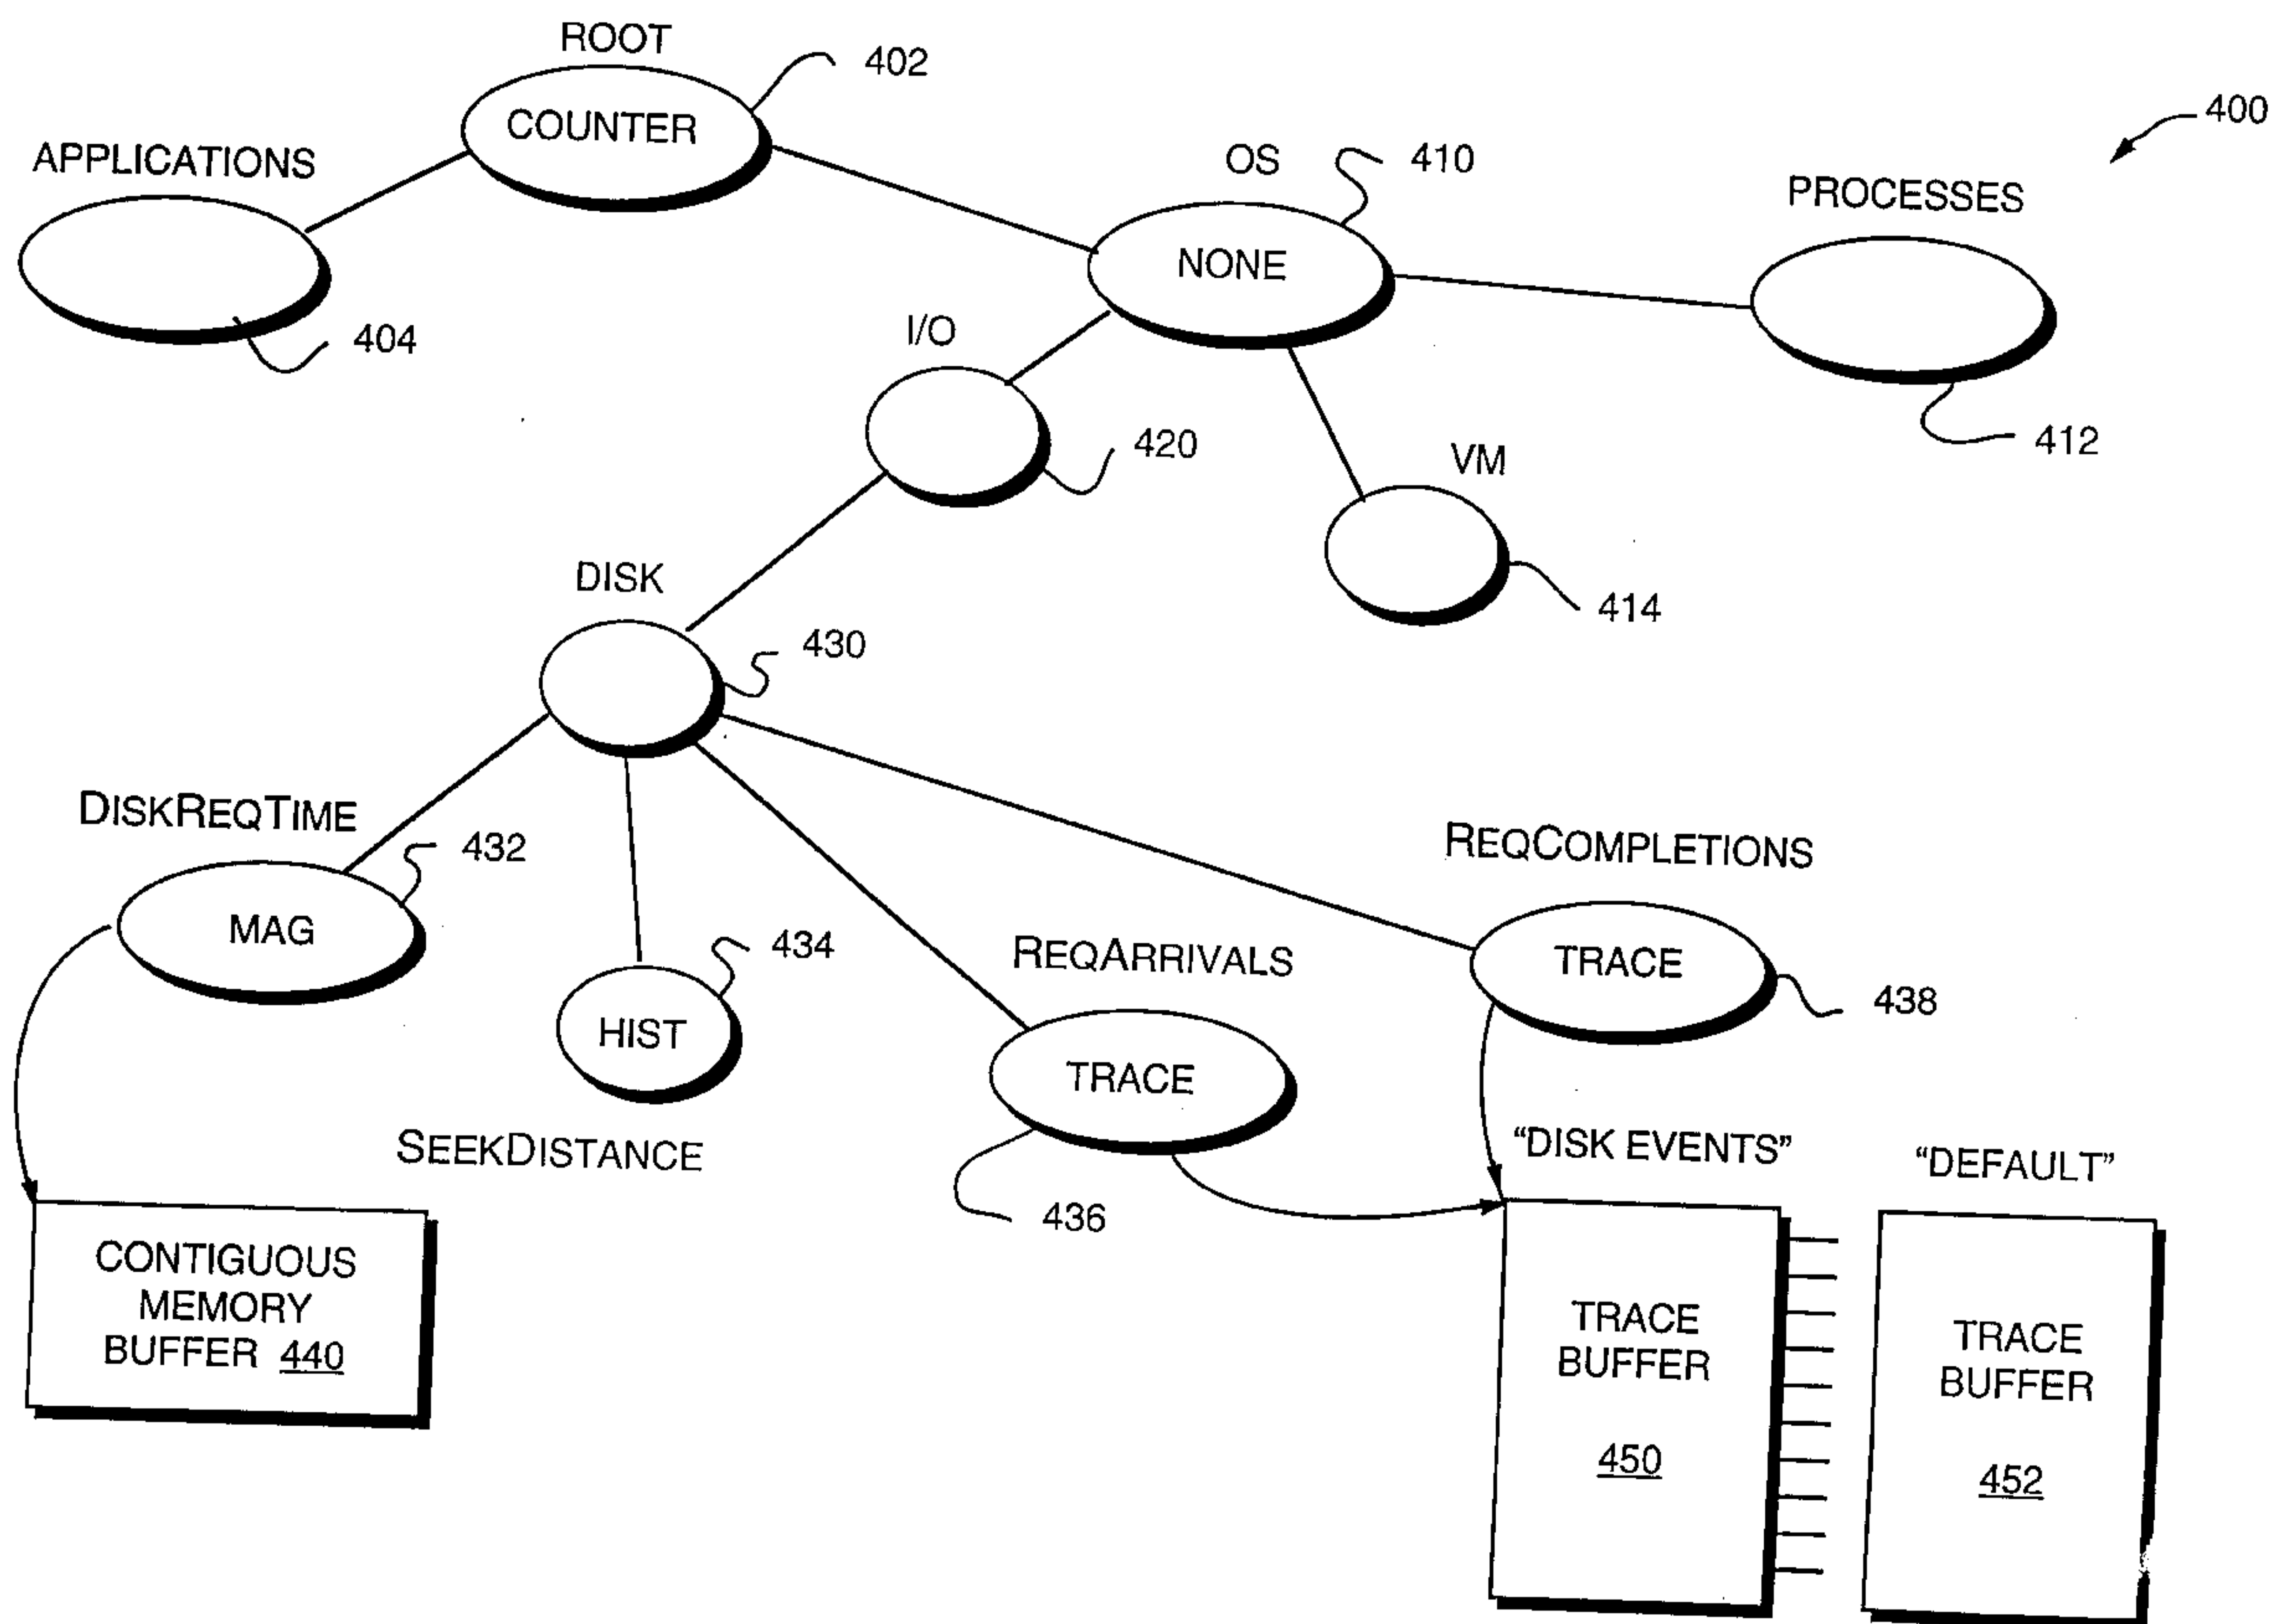 ROOT
402
COUNTER
400
APPLICATIONS
OS
410
PROCESSES
NONE
404
I/O
420
412
VM
DISK
414
430
DISKREQTIME
432
REQCOMPLETIONS
MAG
434
REQARRIVALS
TRACE
438
HIST
TRACE
SEEKDISTANCE
"DISK EVENTS"
"DEFAULT"
436
CONTIGUOUS
MEMORY
BUFFER 440
TRACE
BUFFER
450
TRACE
BUFFER
452